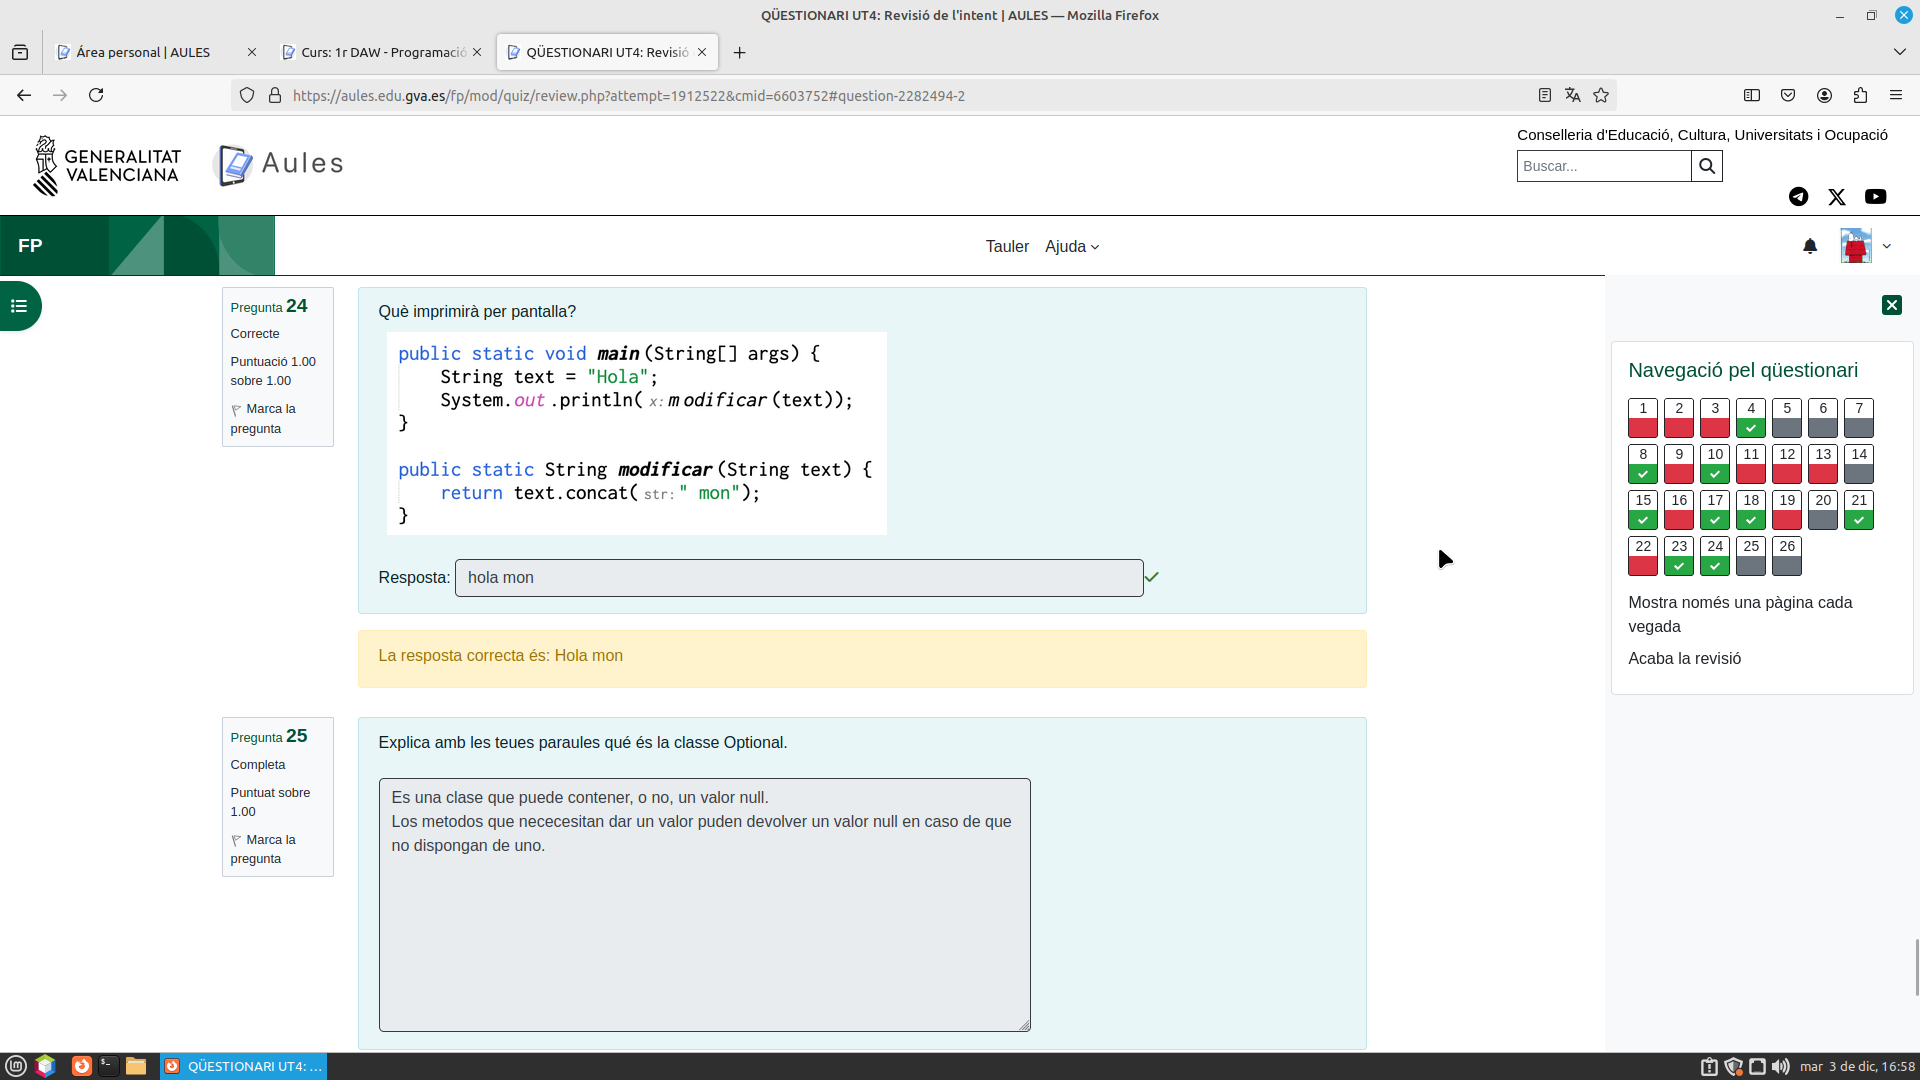 QÜESTIONARI UT4: Revisió de l'intent | AULES — Mozilla Firefox
Área personal | AULES
Curs: 1r DAW - Programació
QÜESTIONARI UT4: Revisió
https://aules.edu.gva.es/fp/mod/quiz/review.php?attempt=1912522&cmid=6603752#question-2282494-2
GENERALITAT
VALENCIANA
Aules
Conselleria d'Educació, Cultura, Universitats i Ocupació
Buscar...
FP
Tauler
Ajuda
Pregunta 24
Correcte
Puntuació 1.00
sobre 1.00
Marca la
pregunta
Què imprimirà per pantalla?
public static void main(String[] args) {
String text = "Hola";
System.out.println( x: modificar(text));
}
public static String modificar(String text) {
return text.concat( str: " mon");
}
Resposta: hola mon
La resposta correcta és: Hola mon
Pregunta 25
Completa
Puntuat sobre
1.00
Marca la
pregunta
Explica amb les teues paraules qué és la classe Optional.
Es una clase que puede contener, o no, un valor null.
Los metodos que nececesitan dar un valor puden devolver un valor null en caso de que
no dispongan de uno.
Navegació pel qüestionari
1 2 3 4 5 6 7
8 9 10 11 12 13 14
15 16 17 18 19 20 21
22 23 24 25 26
Mostra només una pàgina cada
vegada
Acaba la revisió
QÜESTIONARI UT4: ...
mar 3 de dic, 16:58